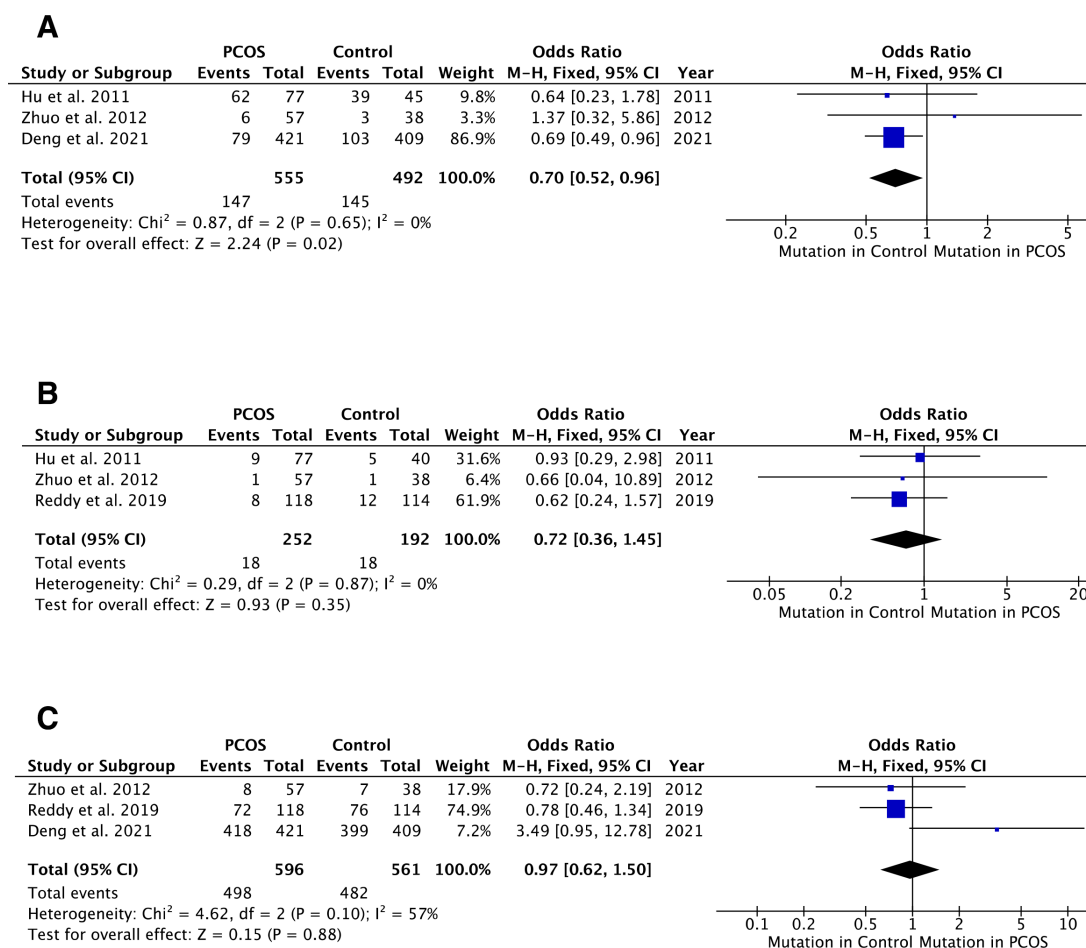 A
PCOS Control Odds Ratio Odds Ratio
Study or Subgroup Events Total Events Total Weight M-H, Fixed, 95% CI Year M-H, Fixed, 95% CI
Hu et al. 2011 62 77 39 45 9.8% 0.64 [0.23, 1.78] 2011
Zhuo et al. 2012 6 57 3 38 3.3% 1.37 [0.32, 5.86] 2012
Deng et al. 2021 79 421 103 409 86.9% 0.69 [0.49, 0.96] 2021
Total (95% CI) 555 492 100.0% 0.70 [0.52, 0.96]
Total events 147 145
Heterogeneity: Chi² = 0.87, df = 2 (P = 0.65); I² = 0%
Test for overall effect: Z = 2.24 (P = 0.02)
0.2 0.5 1 2 5
Mutation in Control Mutation in PCOS
B
PCOS Control Odds Ratio Odds Ratio
Study or Subgroup Events Total Events Total Weight M-H, Fixed, 95% CI Year M-H, Fixed, 95% CI
Hu et al. 2011 9 77 5 40 31.6% 0.93 [0.29, 2.98] 2011
Zhuo et al. 2012 1 57 1 38 6.4% 0.66 [0.04, 10.89] 2012
Reddy et al. 2019 8 118 12 114 61.9% 0.62 [0.24, 1.57] 2019
Total (95% CI) 252 192 100.0% 0.72 [0.36, 1.45]
Total events 18 18
Heterogeneity: Chi² = 0.29, df = 2 (P = 0.87); I² = 0%
Test for overall effect: Z = 0.93 (P = 0.35)
0.05 0.2 1 5 20
Mutation in Control Mutation in PCOS
C
PCOS Control Odds Ratio Odds Ratio
Study or Subgroup Events Total Events Total Weight M-H, Fixed, 95% CI Year M-H, Fixed, 95% CI
Zhuo et al. 2012 8 57 7 38 17.9% 0.72 [0.24, 2.19] 2012
Reddy et al. 2019 72 118 76 114 74.9% 0.78 [0.46, 1.34] 2019
Deng et al. 2021 418 421 399 409 7.2% 3.49 [0.95, 12.78] 2021
Total (95% CI) 596 561 100.0% 0.97 [0.62, 1.50]
Total events 498 482
Heterogeneity: Chi² = 4.62, df = 2 (P = 0.10); I² = 57%
Test for overall effect: Z = 0.15 (P = 0.88)
0.1 0.2 0.5 1 2 5 10
Mutation in Control Mutation in PCOS